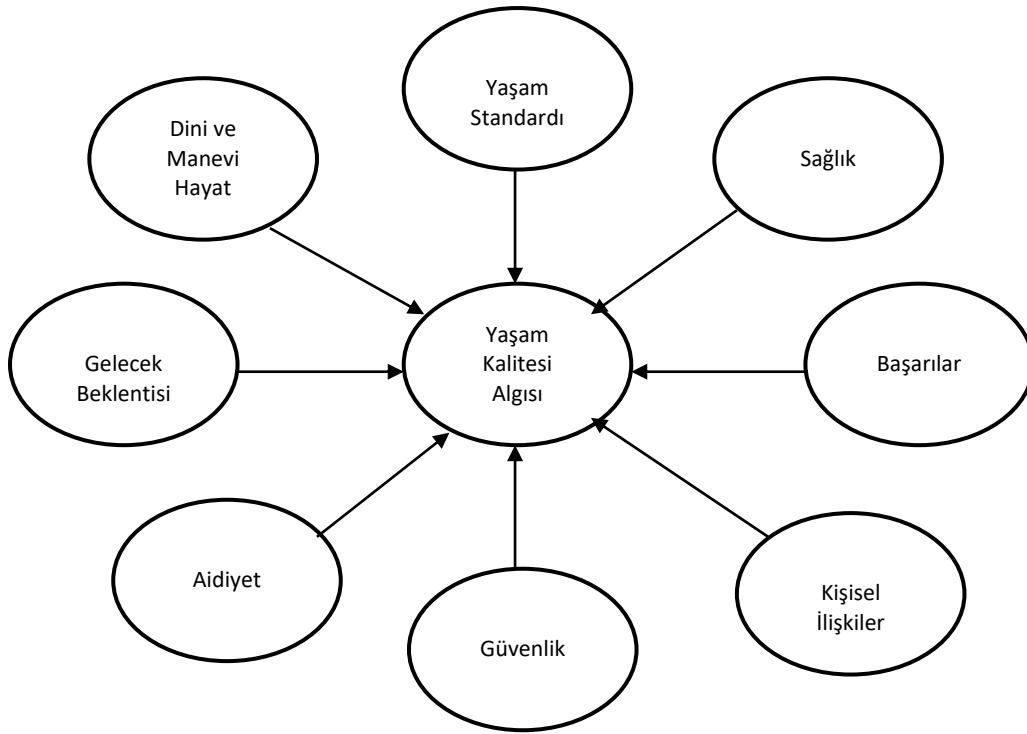 Yaşam
Standardı
Dini ve
Manevi
Hayat
Sağlık
Yaşam
Kalitesi
Algısı
Gelecek
Beklentisi
Başarılar
Aidiyet
Güvenlik
Kişisel
İlişkiler